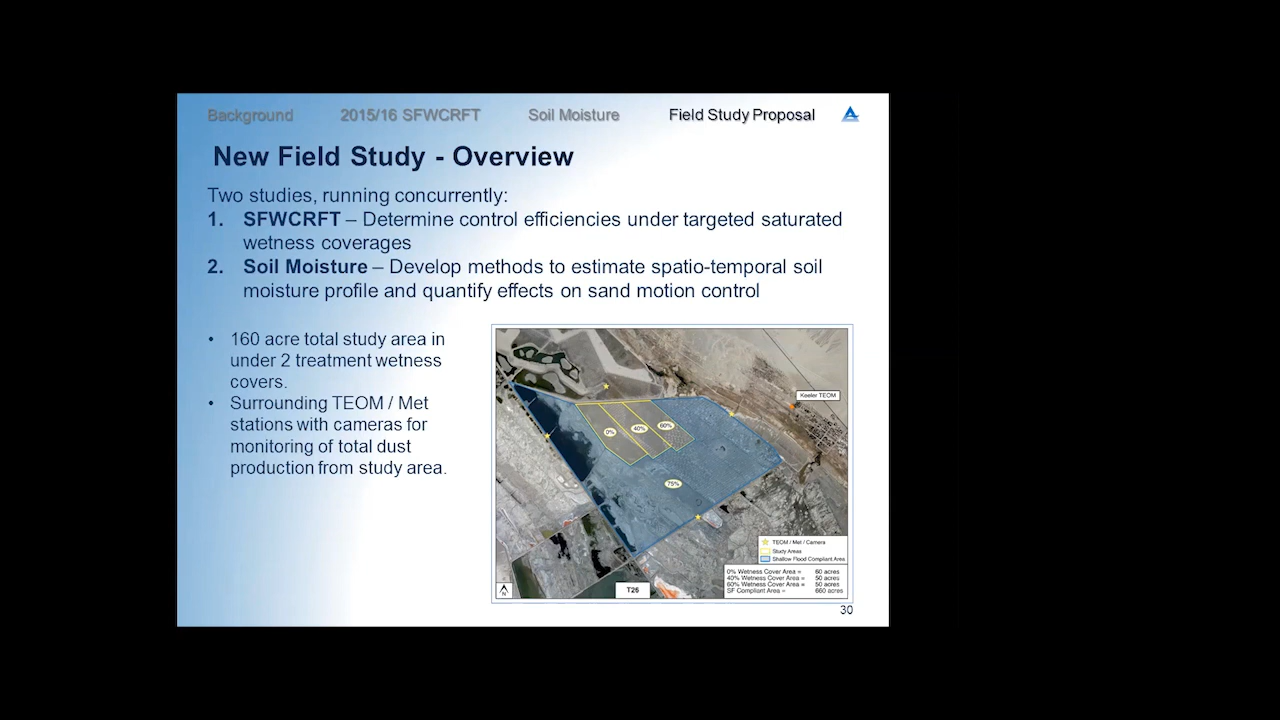 Background 2015/16 SFWCRFT Soil Moisture Field Study Proposal
New Field Study - Overview
Two studies, running concurrently:
1. SFWCRFT – Determine control efficiencies under targeted saturated
wetness coverages
2. Soil Moisture – Develop methods to estimate spatio-temporal soil
moisture profile and quantify effects on sand motion control
• 160 acre total study area in
under 2 treatment wetness
covers.
• Surrounding TEOM / Met
stations with cameras for
monitoring of total dust
production from study area.
Keeler TEOM
0% 40% 60%
75%
TEOM / Met / Camera
Study Areas
Shallow Flood Compliant Area
0% Wetness Cover Area = 60 acres
40% Wetness Cover Area = 50 acres
60% Wetness Cover Area = 50 acres
SF Compliant Area = 660 acres
N
T26
30